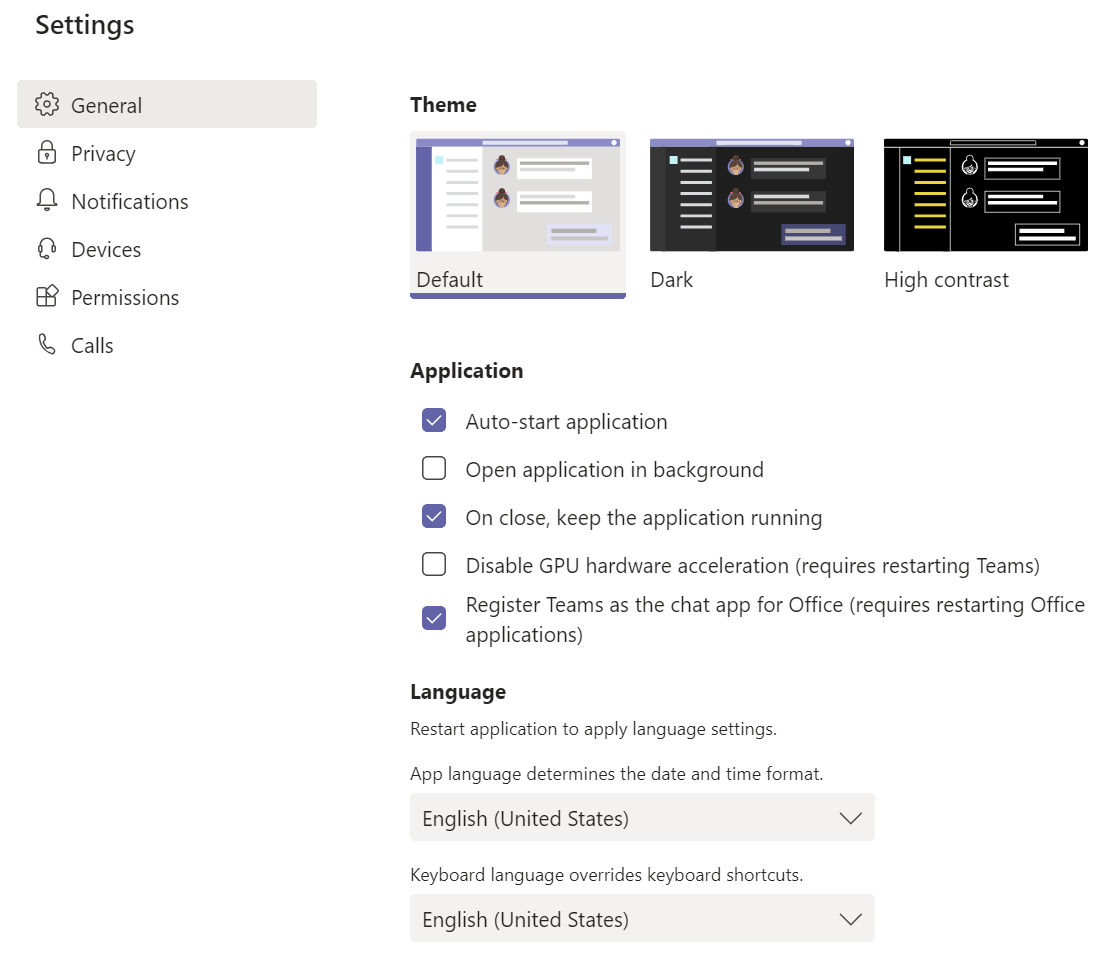 Settings
General
Privacy
Notifications
Devices
Permissions
Calls
Theme
Default
Dark
High contrast
Application
Auto-start application
Open application in background
On close, keep the application running
Disable GPU hardware acceleration (requires restarting Teams)
Register Teams as the chat app for Office (requires restarting Office
applications)
Language
Restart application to apply language settings.
App language determines the date and time format.
English (United States)
Keyboard language overrides keyboard shortcuts.
English (United States)